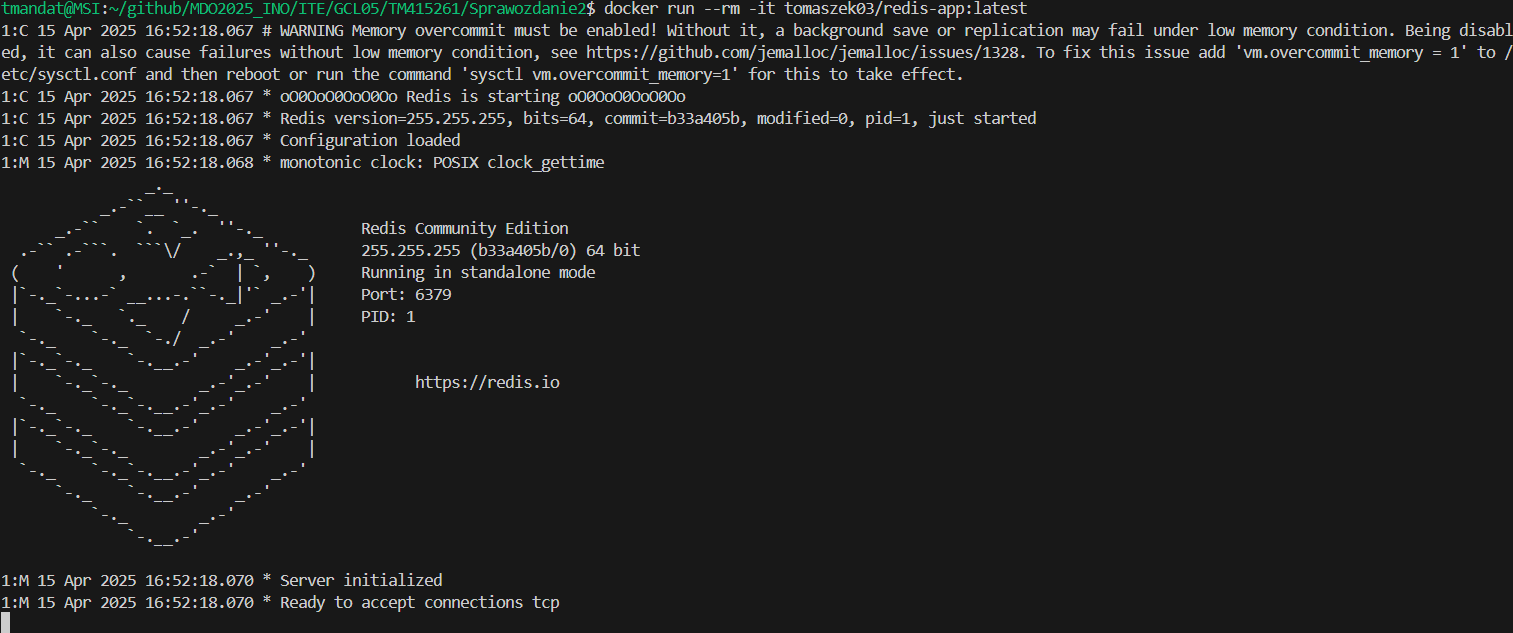 tmandat@MSI:~/github/MDO2025_INO/ITE/GCL05/TM415261/Sprawozdanie2$ docker run --rm -it tomaszek03/redis-app:latest
1:C 15 Apr 2025 16:52:18.067 # WARNING Memory overcommit must be enabled! Without it, a background save or replication may fail under low memory condition. Being disabl
ed, it can also cause failures without low memory condition, see https://github.com/jemalloc/jemalloc/issues/1328. To fix this issue add 'vm.overcommit_memory = 1' to /
etc/sysctl.conf and then reboot or run the command 'sysctl vm.overcommit_memory=1' for this to take effect.
1:C 15 Apr 2025 16:52:18.067 * oO0OoO0OoO0Oo Redis is starting oO0OoO0OoO0Oo
1:C 15 Apr 2025 16:52:18.067 * Redis version=255.255.255, bits=64, commit=b33a405b, modified=0, pid=1, just started
1:C 15 Apr 2025 16:52:18.067 * Configuration loaded
1:M 15 Apr 2025 16:52:18.068 * monotonic clock: POSIX clock_gettime
Redis Community Edition
255.255.255 (b33a405b/0) 64 bit
Running in standalone mode
Port: 6379
PID: 1
https://redis.io
1:M 15 Apr 2025 16:52:18.070 * Server initialized
1:M 15 Apr 2025 16:52:18.070 * Ready to accept connections tcp